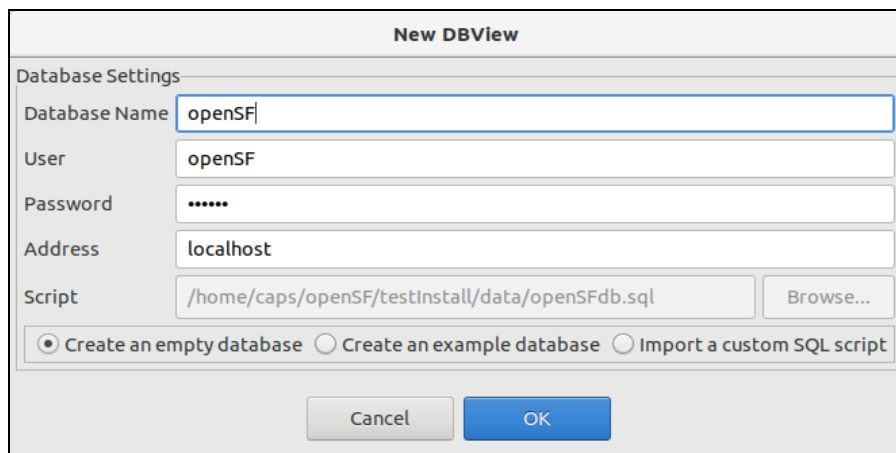 New DBView
Database Settings
Database Name openSF
User openSF
Password ••••••
Address localhost
Script /home/caps/openSF/testInstall/data/openSFdb.sql Browse...
Create an empty database Create an example database Import a custom SQL script
Cancel OK